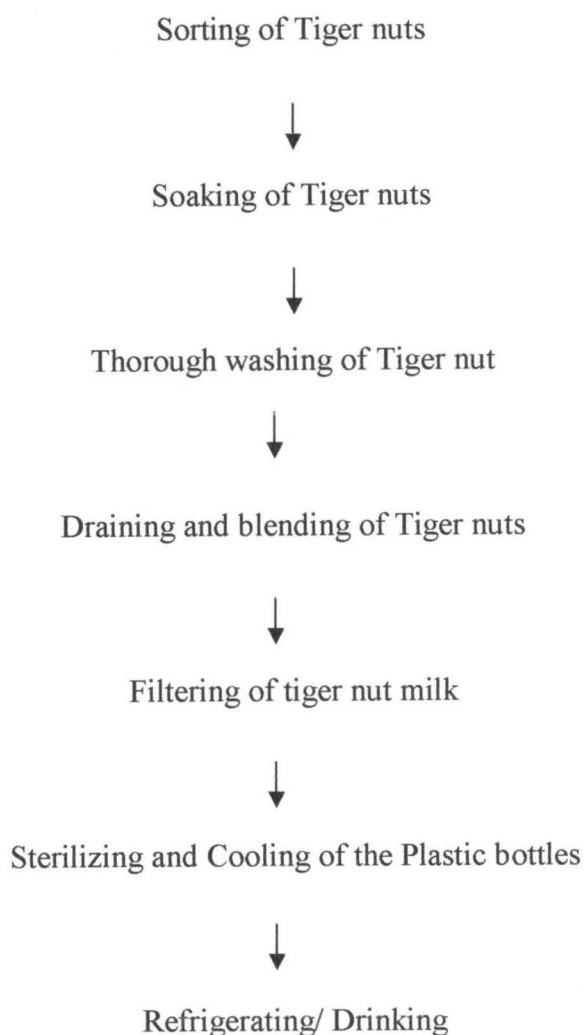 Sorting of Tiger nuts
Soaking of Tiger nuts
Thorough washing of Tiger nut
Draining and blending of Tiger nuts
Filtering of tiger nut milk
Sterilizing and Cooling of the Plastic bottles
Refrigerating/ Drinking